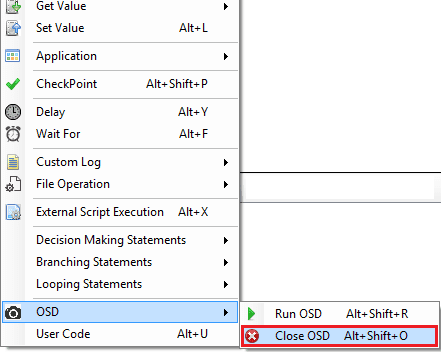 Get Value
Set Value Alt+L
Application
CheckPoint Alt+Shift+P
Delay Alt+Y
Wait For Alt+F
Custom Log
File Operation
External Script Execution Alt+X
Decision Making Statements
Branching Statements
Looping Statements
OSD
Run OSD Alt+Shift+R
User Code Alt+U
Close OSD Alt+Shift+O